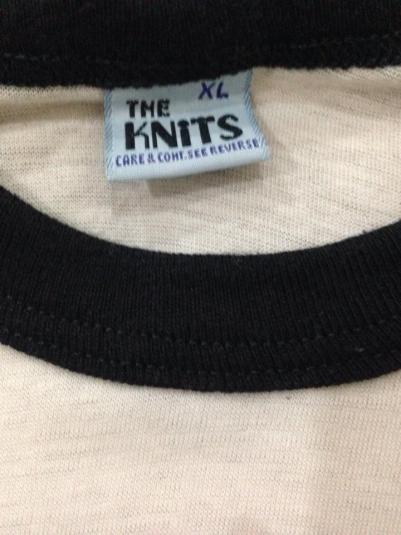 XL
THE
KNiTS
CARE & CONT. SEE REVERSE